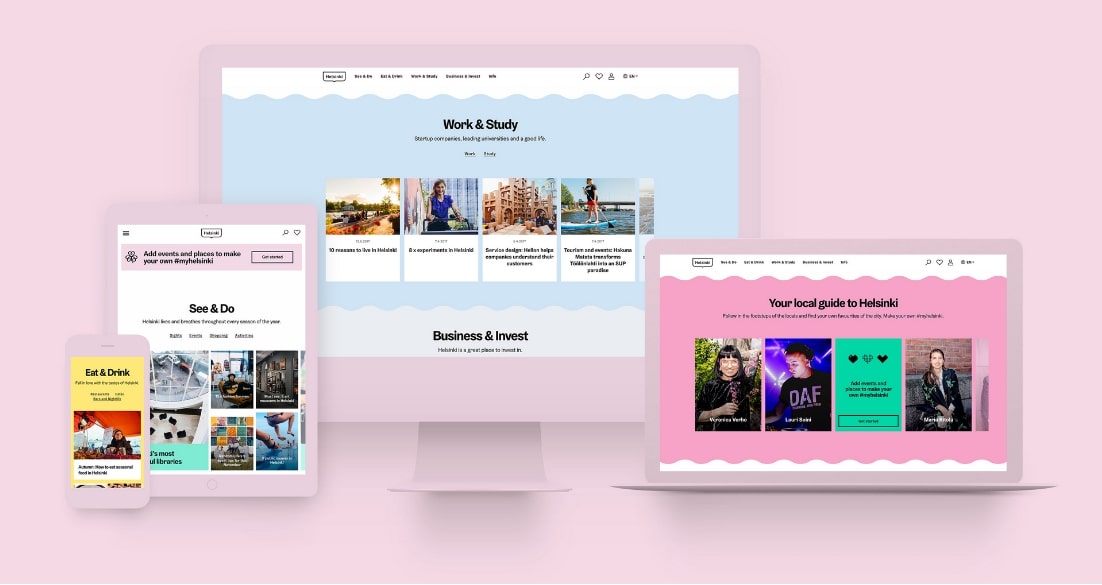 Helsinki
See & Do
Eat & Drink
Work & Study
Business & Invest
Info
EN
Work & Study
Startup companies, leading universities and a good life.
Work
Study
10 reasons to live in Helsinki
8 x experiments in Helsinki
Service design: Hellon helps
companies understand their
customers
Tourism and events: Hakuna
Matata transforms
Töölönlahti into an SUP
paradise
Business & Invest
Helsinki is a great place to invest in.
Helsinki
Add events and places to make
your own #myhelsinki
Get started
See & Do
Helsinki lives and breathes throughout every season of the year.
Sights
Events
Shopping
Activities
's most
ul libraries
Eat & Drink
Fall in love with the tastes of Helsinki.
Restaurants
Cafés
Bars and Nightlife
Autumn: How to eat seasonal
food in Helsinki
Helsinki
See & Do
Eat & Drink
Work & Study
Business & Invest
Info
EN
Your local guide to Helsinki
Follow in the footsteps of the locals and find your own favourites of the city. Make your own #myhelsinki.
Veronica Verho
DAF
Lauri Saini
Add events and
places to make your
own #myhelsinki
Get started